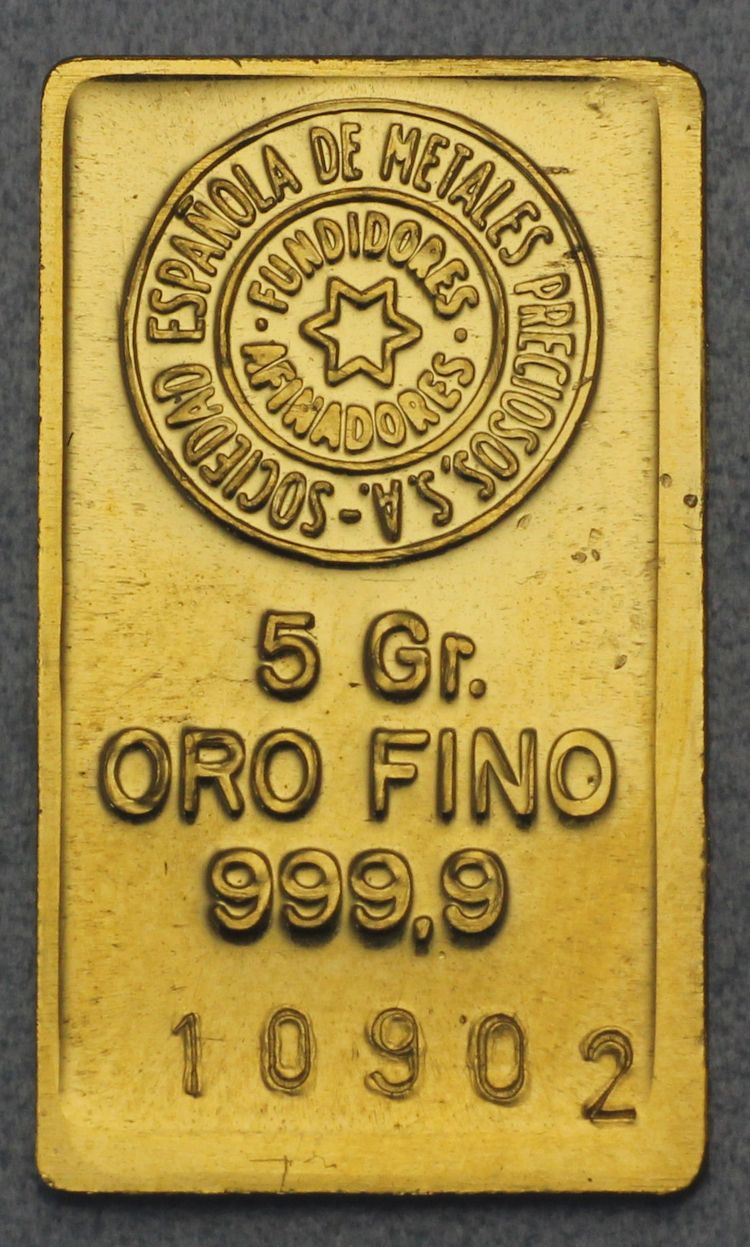 SOCIEDAD ESPAÑOLA DE METALES PRECIOSOS, S.A.-
· FUNDIDORES ·
AFINADORES
5 Gr.
ORO FINO
999,9
10902